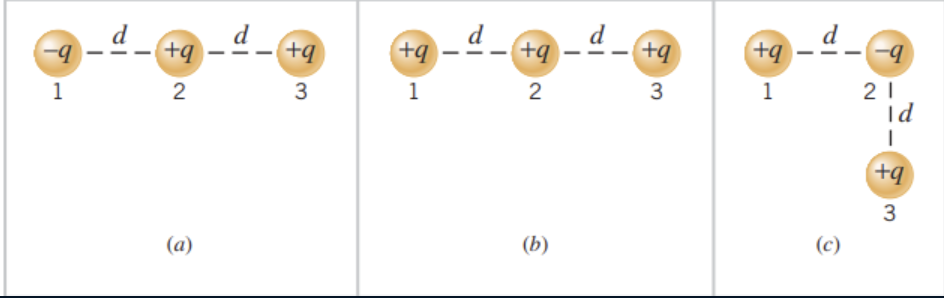 d d d d d
−q +q +q +q +q +q +q −q
1 2 3 1 2 3 1 2
d
+q
3
(a) (b) (c)